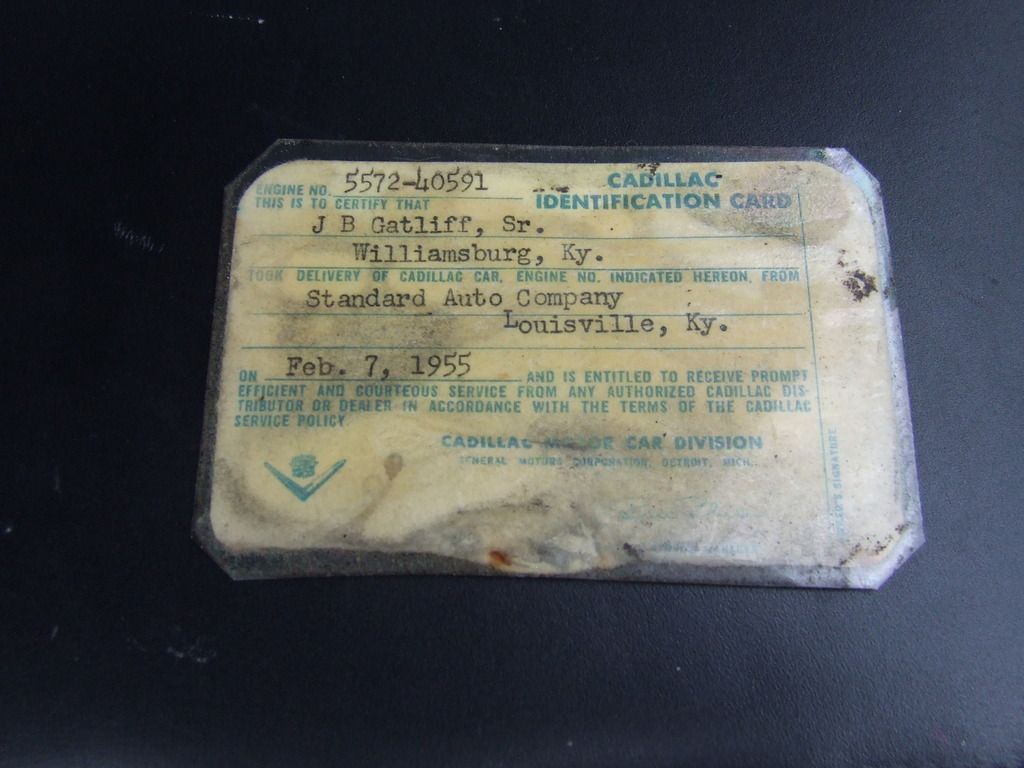 ENGINE NO. 5572-40591
CADILLAC
IDENTIFICATION CARD
THIS IS TO CERTIFY THAT
J B Gatliff, Sr.
Williamsburg, Ky.
TOOK DELIVERY OF CADILLAC CAR, ENGINE NO. INDICATED HEREON, FROM
Standard Auto Company
Louisville, Ky.
ON Feb. 7, 1955 AND IS ENTITLED TO RECEIVE PROMPT
EFFICIENT AND COURTEOUS SERVICE FROM ANY AUTHORIZED CADILLAC DIS-
TRIBUTOR OR DEALER IN ACCORDANCE WITH THE TERMS OF THE CADILLAC
SERVICE POLICY
CADILLAC MOTOR CAR DIVISION
GENERAL MOTORS CORPORATION, DETROIT, MICH.
SIGNATURE